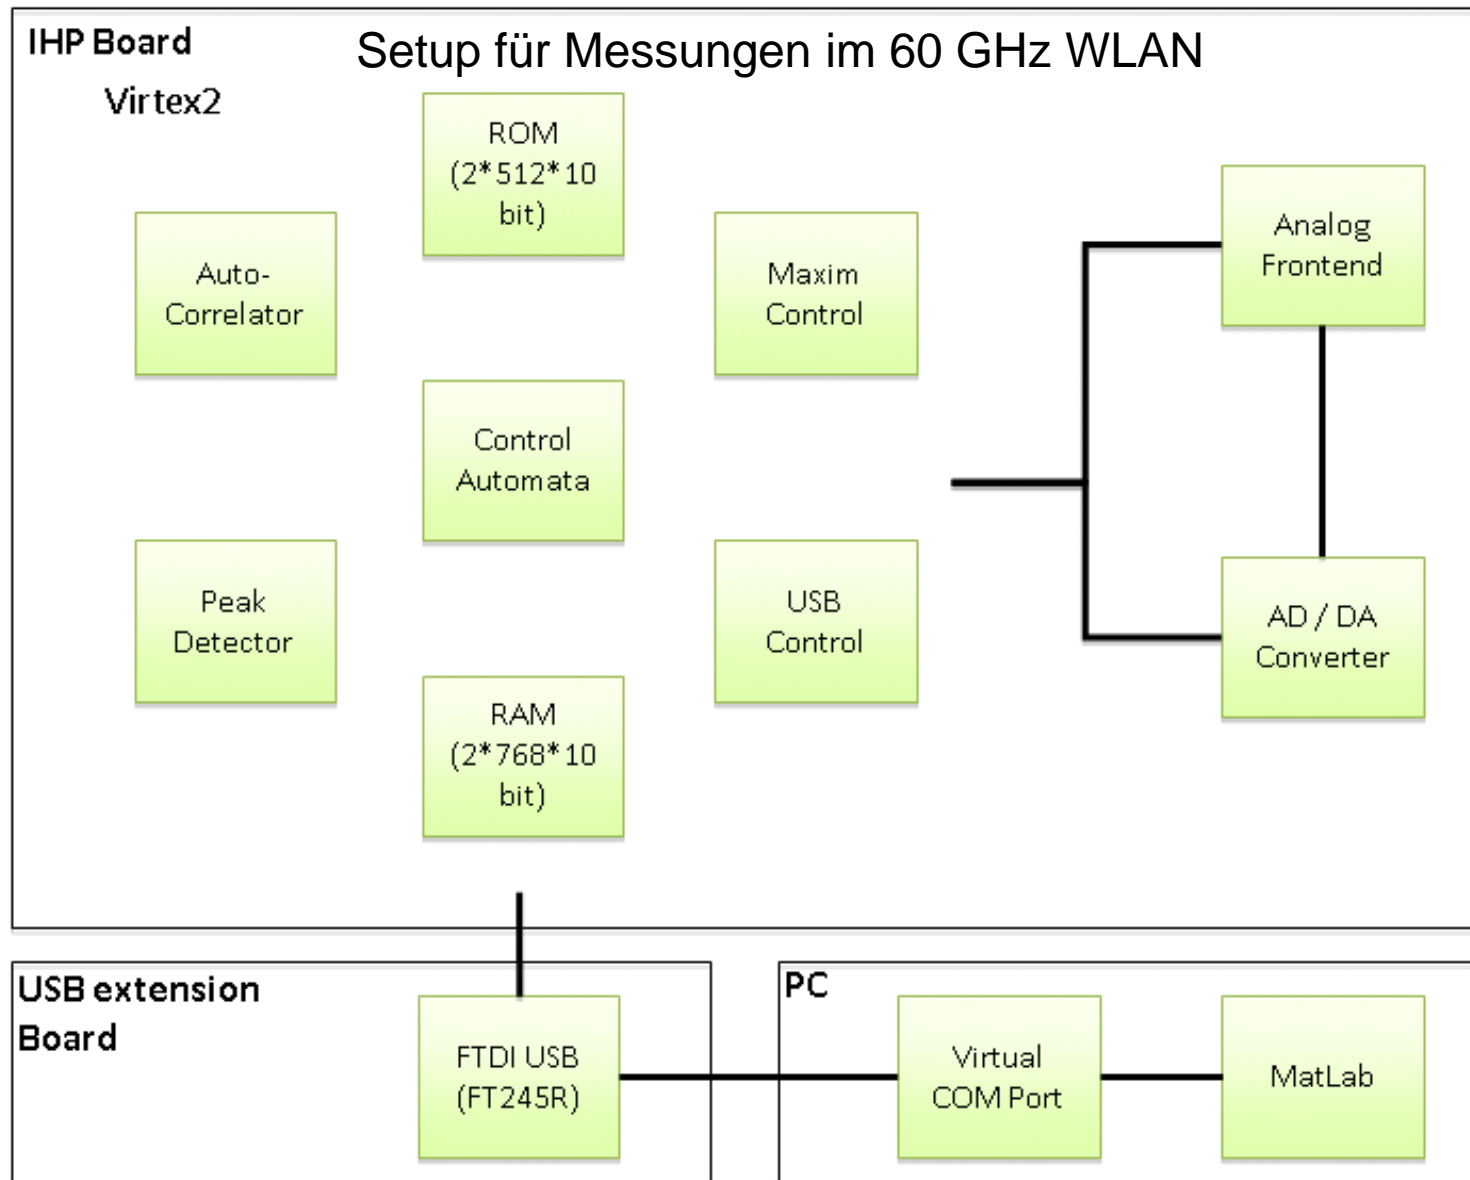 IHP Board
Setup für Messungen im 60 GHz WLAN
Virtex2
ROM
(2*512*10
bit)
Auto-
Correlator
Maxim
Control
Analog
Frontend
Control
Automata
Peak
Detector
USB
Control
AD / DA
Converter
RAM
(2*768*10
bit)
USB extension
Board
FTDI USB
(FT245R)
PC
Virtual
COM Port
MatLab